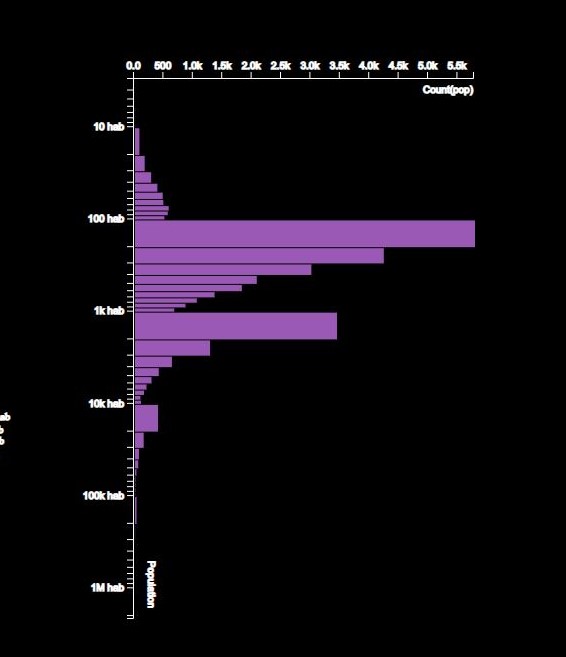 0.0 500 1.0k 1.5k 2.0k 2.5k 3.0k 3.5k 4.0k 4.5k 5.0k 5.5k
Count(pop)
10 hab
100 hab
1k hab
10k hab
ab
b
b
100k hab
1M hab
Population